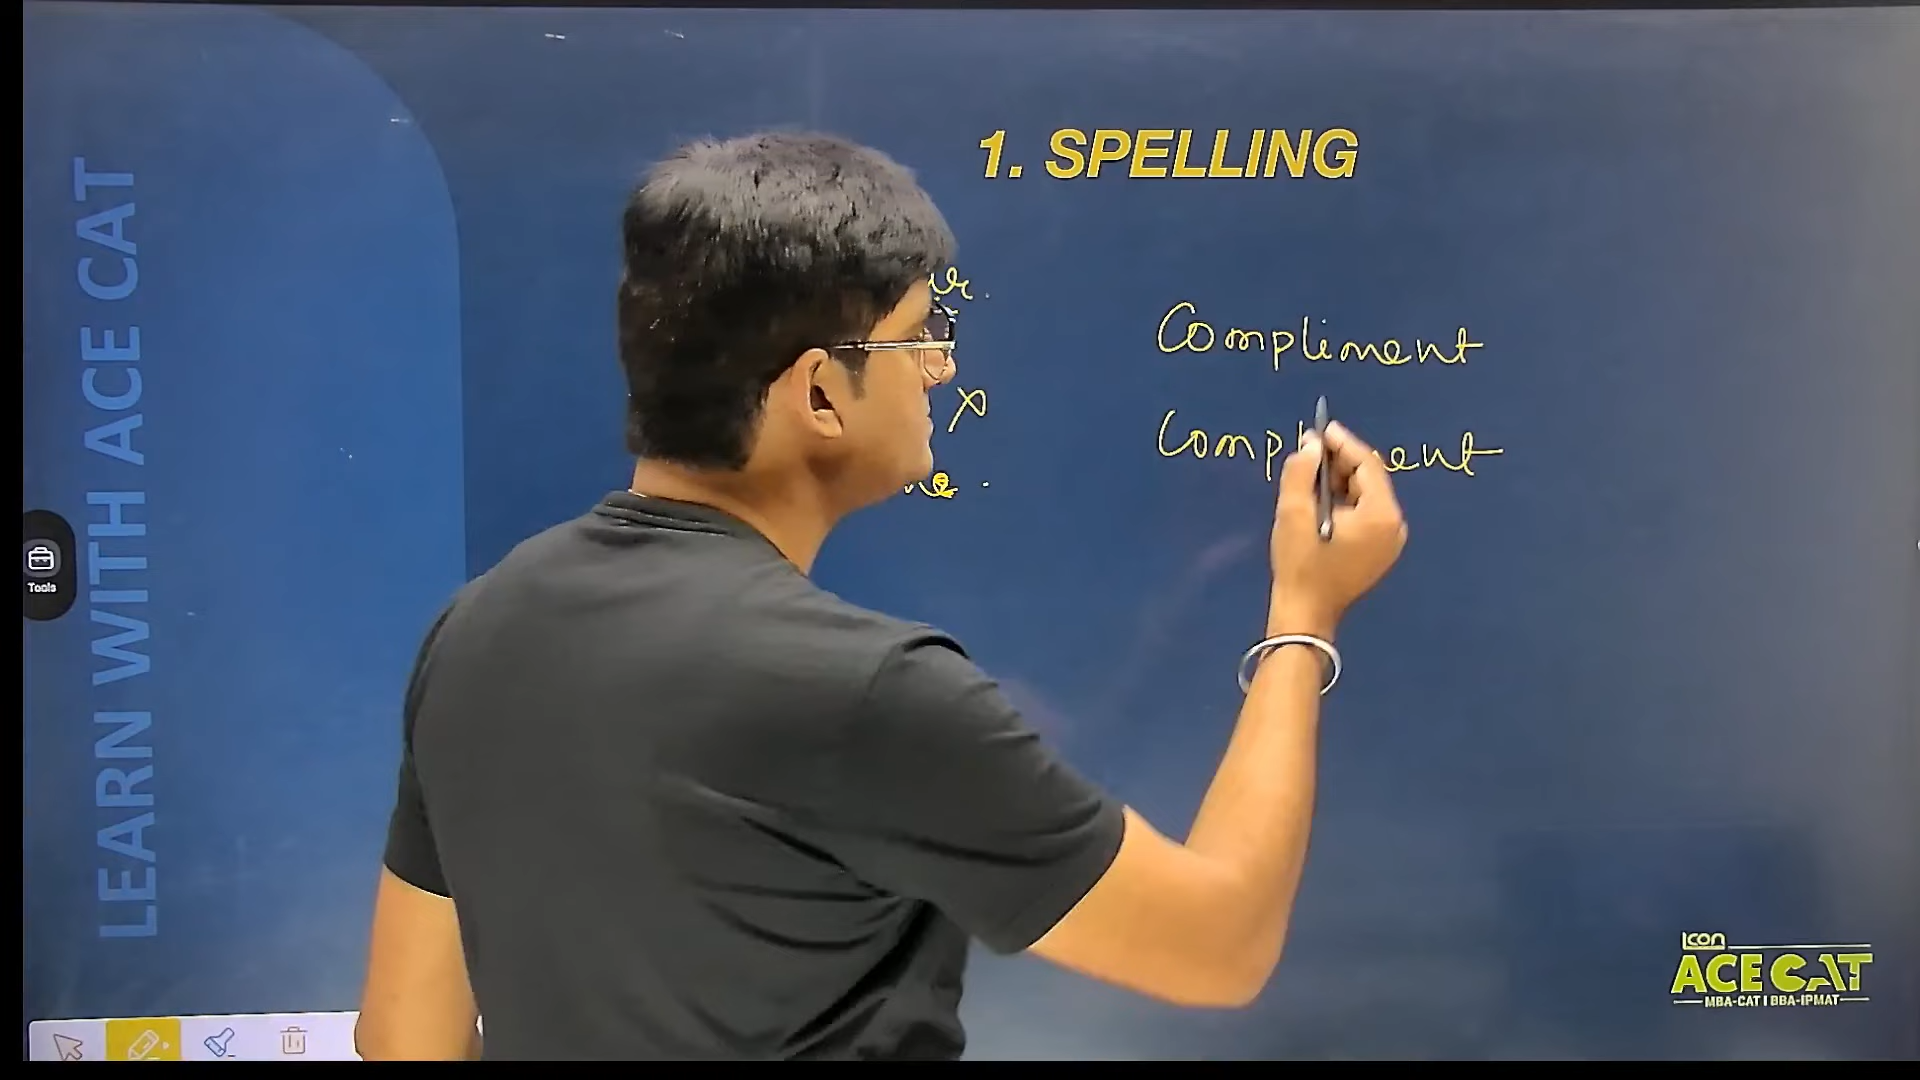 LEARN WITH ACE CAT
1. SPELLING
Compliment
Tools
icon
ACE CAT
MBA-CAT I BBA-IPMAT